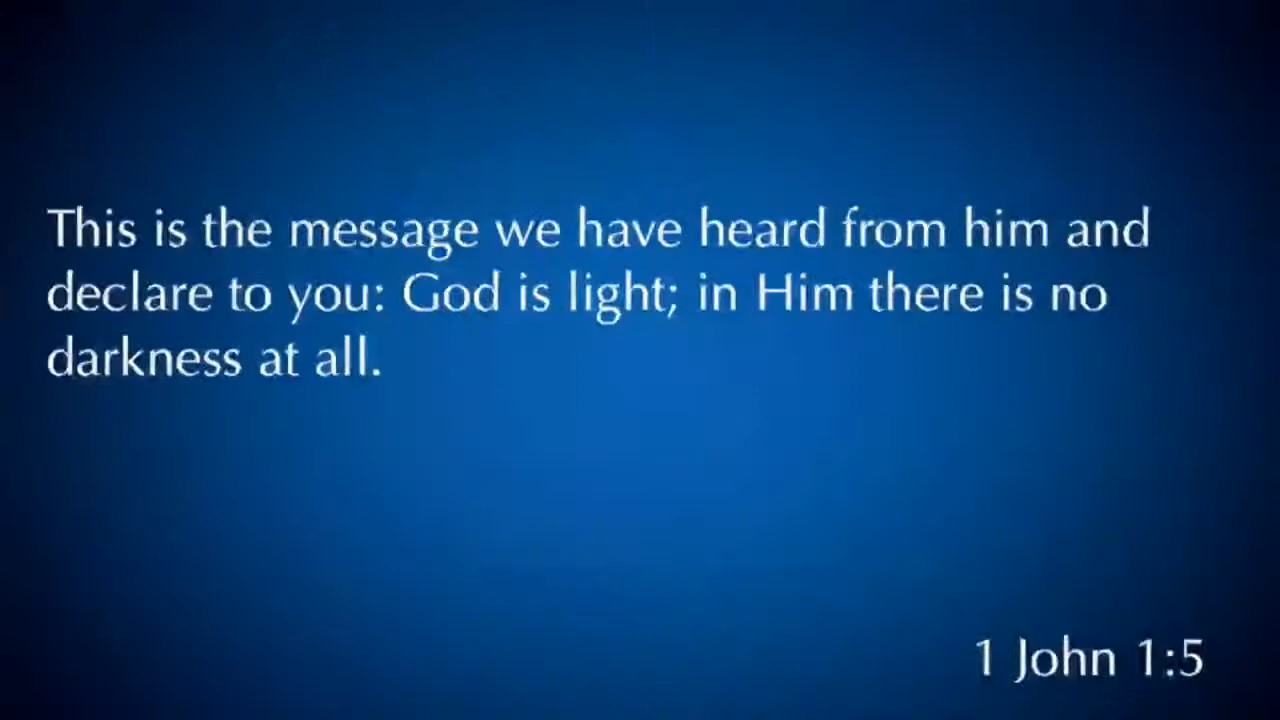 This is the message we have heard from him and
declare to you: God is light; in Him there is no
darkness at all.
1 John 1:5